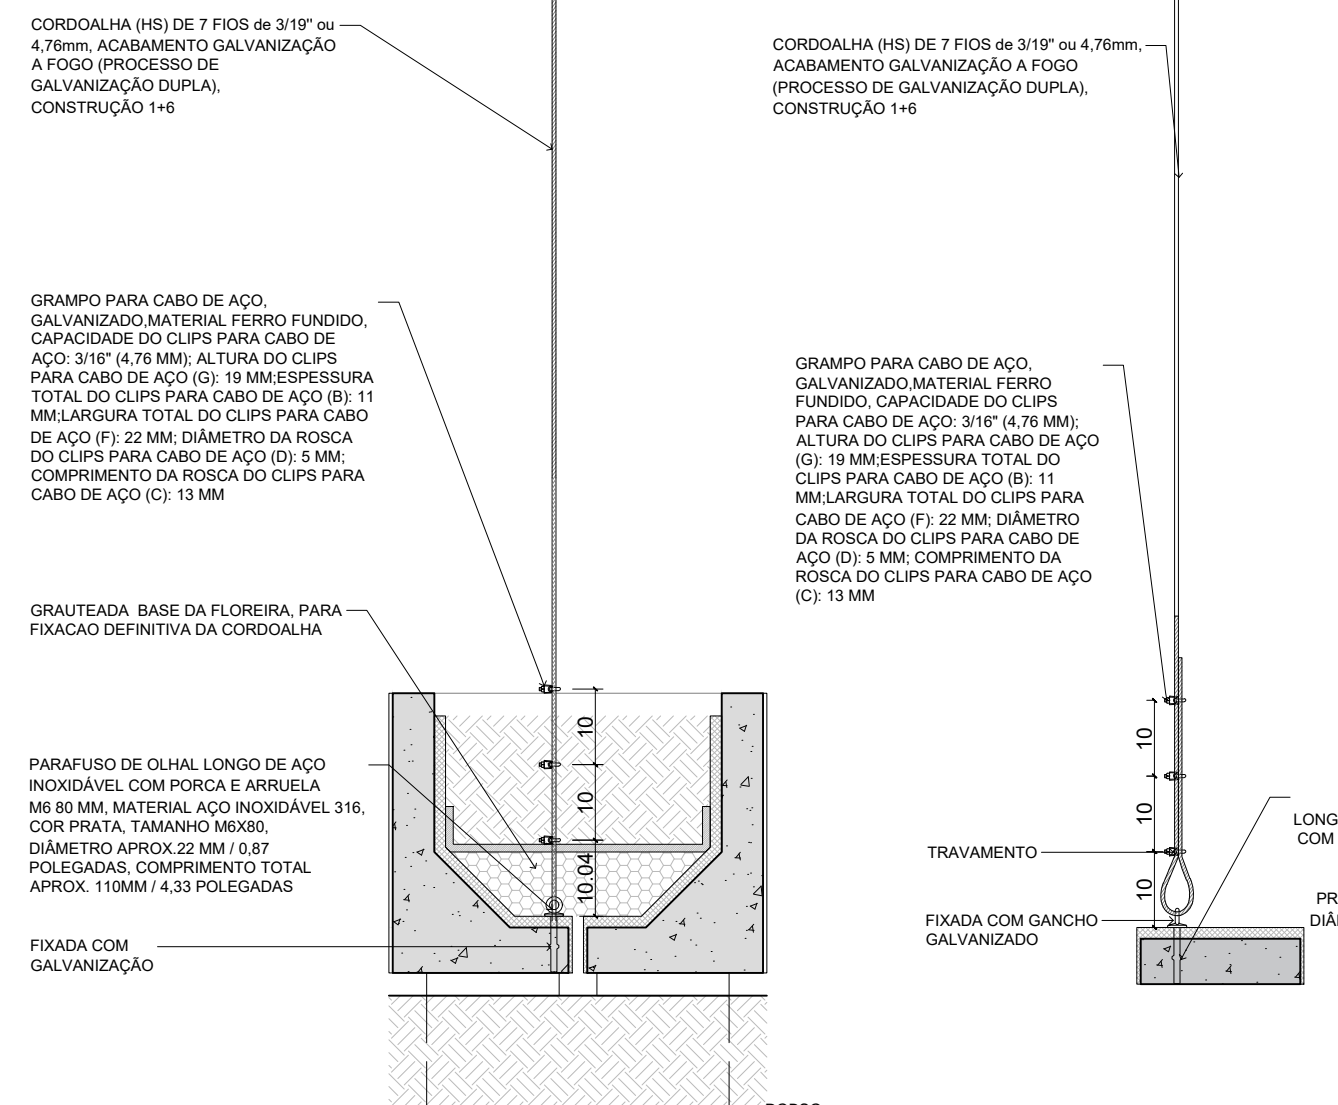 CORDOALHA (HS) DE 7 FIOS de 3/19" ou
4,76mm, ACABAMENTO GALVANIZAÇÃO
A FOGO (PROCESSO DE
GALVANIZAÇÃO DUPLA),
CONSTRUÇÃO 1+6
GRAMPO PARA CABO DE AÇO,
GALVANIZADO,MATERIAL FERRO FUNDIDO,
CAPACIDADE DO CLIPS PARA CABO DE
AÇO: 3/16" (4,76 MM); ALTURA DO CLIPS
PARA CABO DE AÇO (G): 19 MM;ESPESSURA
TOTAL DO CLIPS PARA CABO DE AÇO (B): 11
MM;LARGURA TOTAL DO CLIPS PARA CABO
DE AÇO (F): 22 MM; DIÂMETRO DA ROSCA
DO CLIPS PARA CABO DE AÇO (D): 5 MM;
COMPRIMENTO DA ROSCA DO CLIPS PARA
CABO DE AÇO (C): 13 MM
GRAUTEADA BASE DA FLOREIRA, PARA
FIXACAO DEFINITIVA DA CORDOALHA
PARAFUSO DE OLHAL LONGO DE AÇO
INOXIDÁVEL COM PORCA E ARRUELA
M6 80 MM, MATERIAL AÇO INOXIDÁVEL 316,
COR PRATA, TAMANHO M6X80,
DIÂMETRO APROX.22 MM / 0,87
POLEGADAS, COMPRIMENTO TOTAL
APROX. 110MM / 4,33 POLEGADAS
FIXADA COM
GALVANIZAÇÃO
10
10
10.04
CORDOALHA (HS) DE 7 FIOS de 3/19" ou 4,76mm,
ACABAMENTO GALVANIZAÇÃO A FOGO
(PROCESSO DE GALVANIZAÇÃO DUPLA),
CONSTRUÇÃO 1+6
GRAMPO PARA CABO DE AÇO,
GALVANIZADO,MATERIAL FERRO
FUNDIDO, CAPACIDADE DO CLIPS
PARA CABO DE AÇO: 3/16" (4,76 MM);
ALTURA DO CLIPS PARA CABO DE AÇO
(G): 19 MM;ESPESSURA TOTAL DO
CLIPS PARA CABO DE AÇO (B): 11
MM;LARGURA TOTAL DO CLIPS PARA
CABO DE AÇO (F): 22 MM; DIÂMETRO
DA ROSCA DO CLIPS PARA CABO DE
AÇO (D): 5 MM; COMPRIMENTO DA
ROSCA DO CLIPS PARA CABO DE AÇO
(C): 13 MM
10
10
10
TRAVAMENTO
FIXADA COM GANCHO
GALVANIZADO
LONG
COM
PR